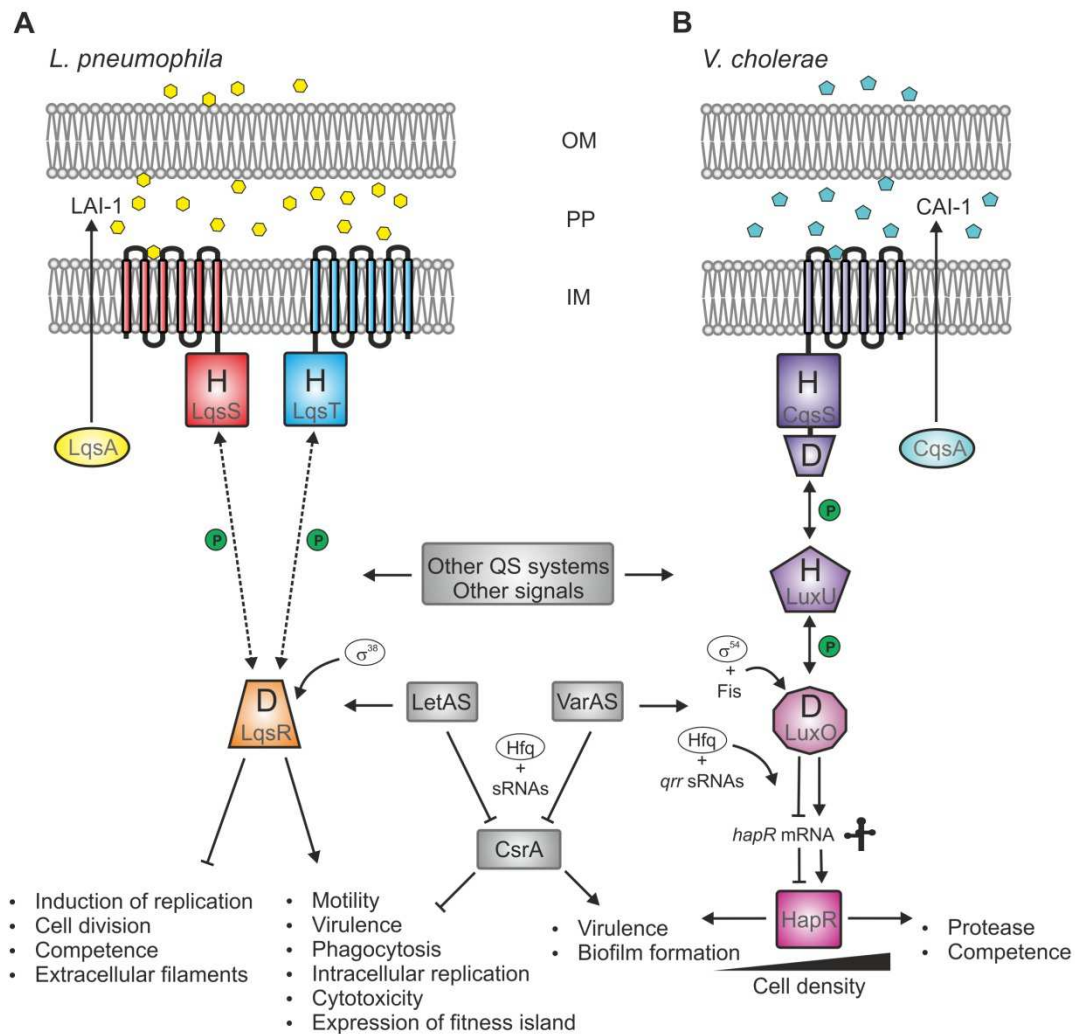 A
B
L. pneumophila
V. cholerae
OM
LAI-1
PP
CAI-1
IM
H
LqsS
H
LqsT
H
CqsS
LqsA
D
CqsA
P
P
P
Other QS systems
Other signals
H
LuxU
P
σ³⁸
σ⁵⁴
+
Fis
D
LqsR
LetAS
VarAS
D
LuxO
Hfq
+
sRNAs
Hfq
+
qrr sRNAs
hapR mRNA
CsrA
HapR
• Induction of replication
• Cell division
• Competence
• Extracellular filaments
• Motility
• Virulence
• Phagocytosis
• Intracellular replication
• Cytotoxicity
• Expression of fitness island
• Virulence
• Biofilm formation
• Protease
• Competence
Cell density